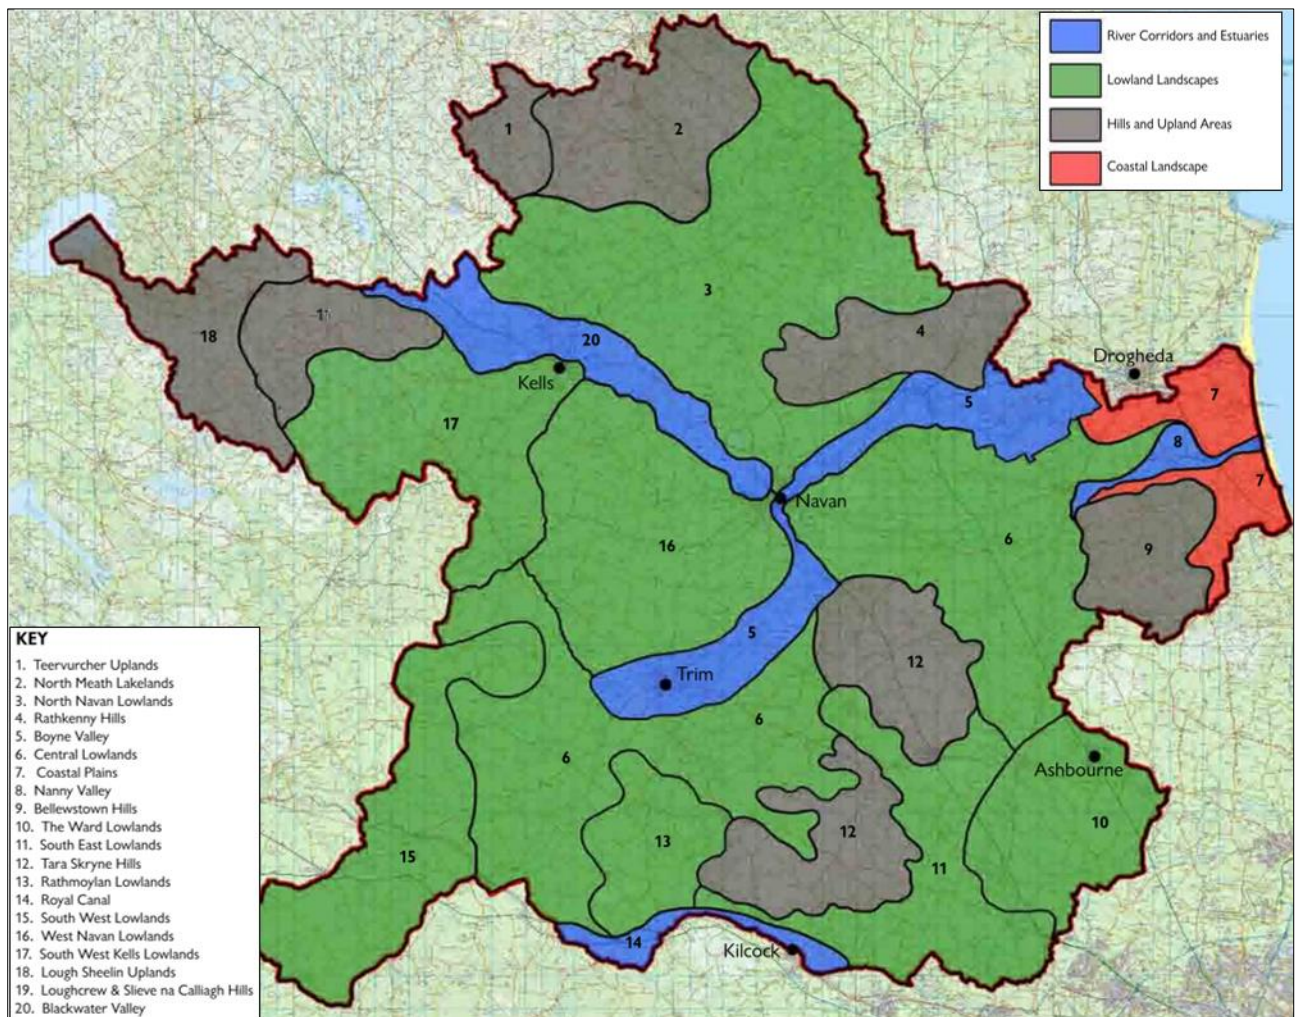 River Corridors and Estuaries
Lowland Landscapes
Hills and Upland Areas
Coastal Landscape
1
2
3
18
20
4
Drogheda
Kells
5
7
17
8
7
Navan
16
6
9
5
12
Trim
6
6
Ashbourne
12
10
13
15
11
14
Kilcock
KEY
1. Teervurcher Uplands
2. North Meath Lakelands
3. North Navan Lowlands
4. Rathkenny Hills
5. Boyne Valley
6. Central Lowlands
7. Coastal Plains
8. Nanny Valley
9. Bellewstown Hills
10. The Ward Lowlands
11. South East Lowlands
12. Tara Skryne Hills
13. Rathmoylan Lowlands
14. Royal Canal
15. South West Lowlands
16. West Navan Lowlands
17. South West Kells Lowlands
18. Lough Sheelin Uplands
19. Loughcrew & Slieve na Calliagh Hills
20. Blackwater Valley